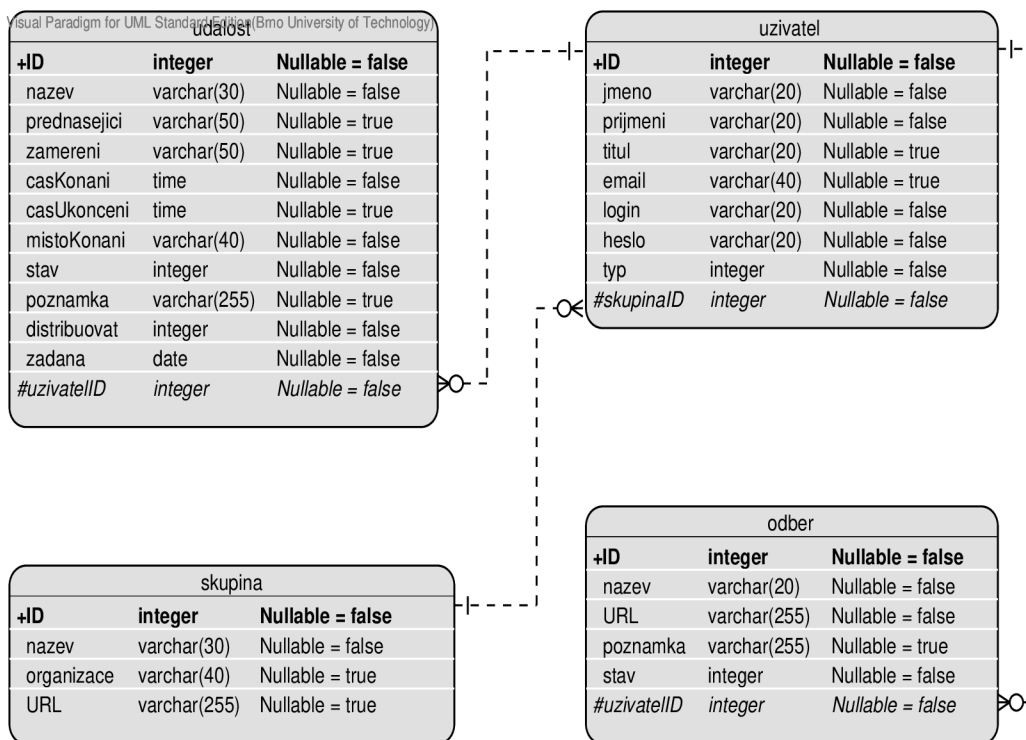 Visual Paradigm for UML Standard Edition(Brno University of Technology)
udalost
+ID integer Nullable = false
nazev varchar(30) Nullable = false
prednasejici varchar(50) Nullable = true
zamereni varchar(50) Nullable = true
casKonani time Nullable = false
casUkonceni time Nullable = true
mistoKonani varchar(40) Nullable = false
stav integer Nullable = false
poznamka varchar(255) Nullable = true
distribuovat integer Nullable = false
zadana date Nullable = false
#uzivatelID integer Nullable = false
uzivatel
+ID integer Nullable = false
jmeno varchar(20) Nullable = false
prijmeni varchar(20) Nullable = false
titul varchar(20) Nullable = true
email varchar(40) Nullable = true
login varchar(20) Nullable = false
heslo varchar(20) Nullable = false
typ integer Nullable = false
#skupinaID integer Nullable = false
skupina
+ID integer Nullable = false
nazev varchar(30) Nullable = false
organizace varchar(40) Nullable = true
URL varchar(255) Nullable = true
odber
+ID integer Nullable = false
nazev varchar(20) Nullable = false
URL varchar(255) Nullable = false
poznamka varchar(255) Nullable = true
stav integer Nullable = false
#uzivatelID integer Nullable = false